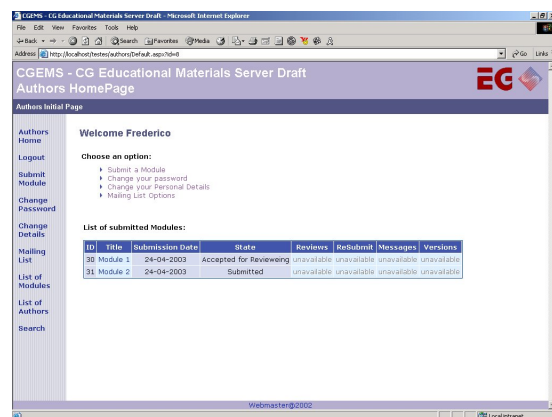 CGEMS - CG Educational Materials Server Draft - Microsoft Internet Explorer
File Edit View Favorites Tools Help
Back Search Favorites Media
Address http://localhost/testes/authors/Default.aspx?id=8 Go Links
CGEMS - CG Educational Materials Server Draft
Authors HomePage
EG
Authors Initial Page
Authors Home
Logout
Submit Module
Change Password
Change Details
Mailing List
List of Modules
List of Authors
Search
Welcome Frederico
Choose an option:
Submit a Module
Change your password
Change your Personal Details
Mailing List Options
List of submitted Modules:
ID Title Submission Date State Reviews ReSubmit Messages Versions
30 Module 1 24-04-2003 Accepted for Revieweing unavailable unavailable unavailable unavailable
31 Module 2 24-04-2003 Submitted unavailable unavailable unavailable unavailable
Webmaster@2002
Local intranet